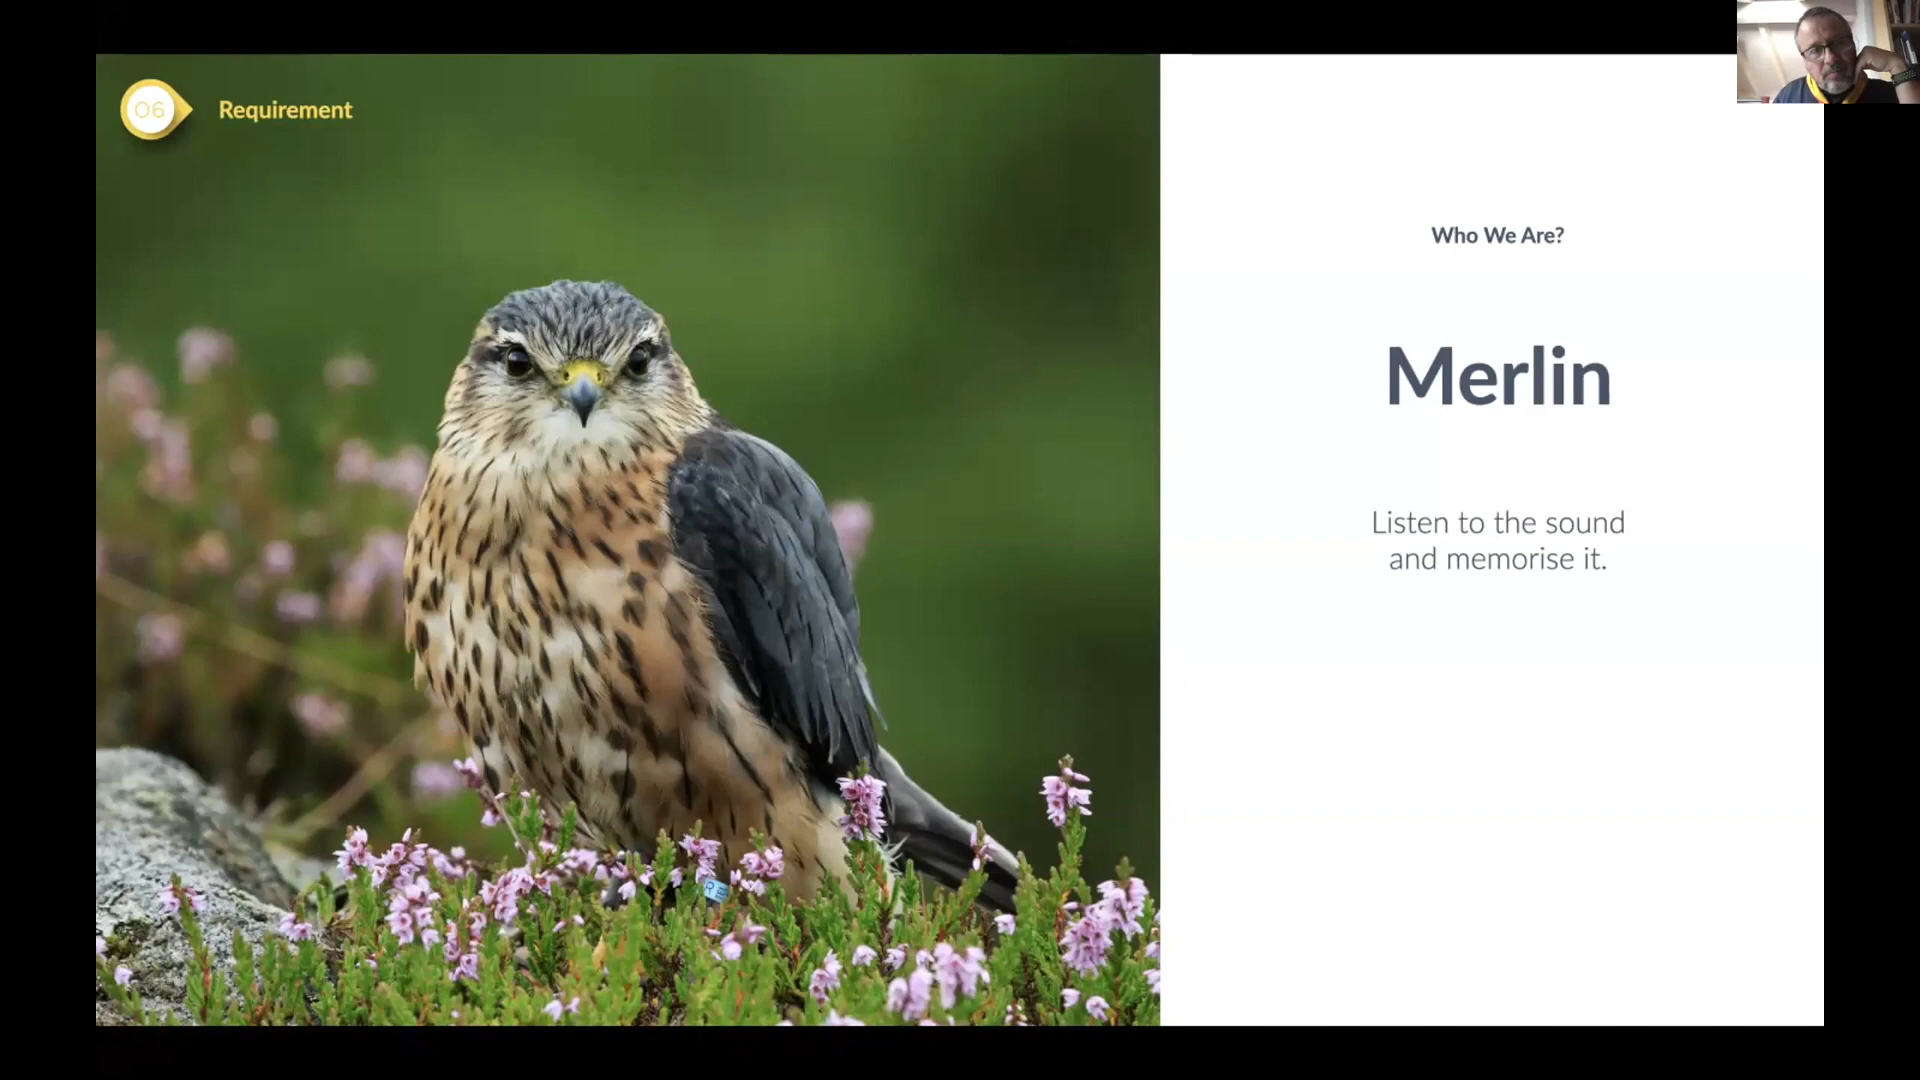 06
Requirement
Who We Are?
Merlin
Listen to the sound
and memorise it.
R